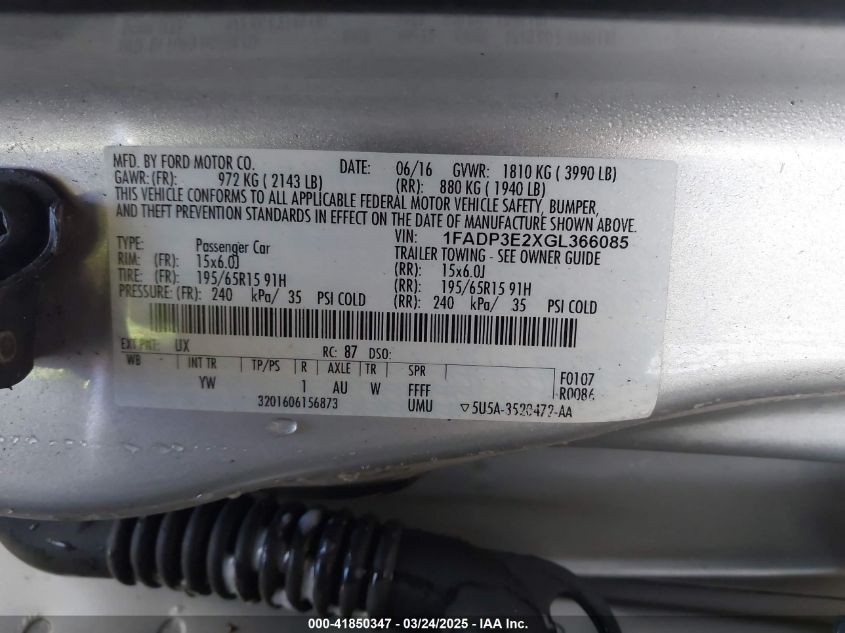 MFD. BY FORD MOTOR CO. DATE: 06/16 GVWR: 1810 KG ( 3990 LB)
GAWR: (FR): 972 KG ( 2143 LB) (RR): 880 KG ( 1940 LB)
THIS VEHICLE CONFORMS TO ALL APPLICABLE FEDERAL MOTOR VEHICLE SAFETY, BUMPER,
AND THEFT PREVENTION STANDARDS IN EFFECT ON THE DATE OF MANUFACTURE SHOWN ABOVE.
VIN: 1FADP3E2XGL366085
TYPE: Passenger Car TRAILER TOWING - SEE OWNER GUIDE
RIM: (FR): 15x6.0J (RR): 15x6.0J
TIRE: (FR): 195/65R15 91H (RR): 195/65R15 91H
PRESSURE: (FR): 240 kPa/ 35 PSI COLD (RR): 240 kPa/ 35 PSI COLD
EXT PNT: UX RC: 87 DSO:
WB INT TR TP/PS R AXLE TR SPR F0107
YW 1 AU W FFFF R0086
3201606156873 UMU ▽5U5A-3520472-AA
000-41850347 - 03/24/2025 - IAA Inc.